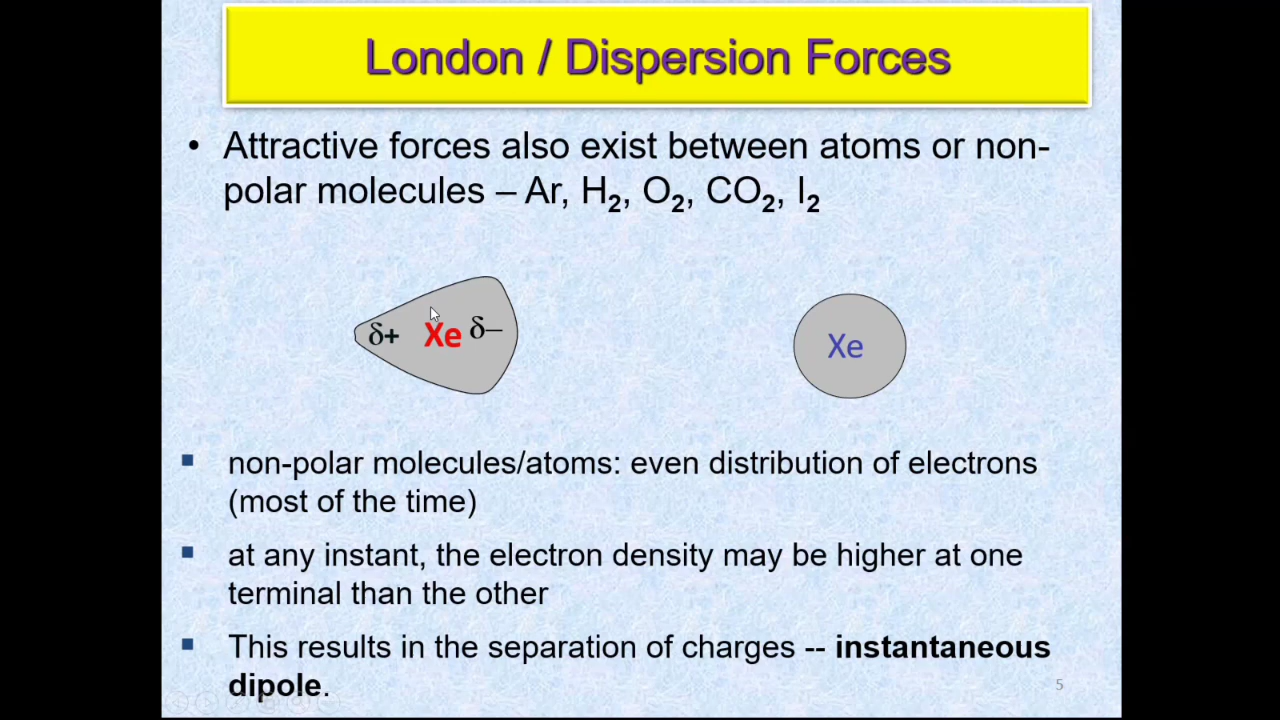 London / Dispersion Forces
• Attractive forces also exist between atoms or non-
polar molecules – Ar, H₂, O₂, CO₂, I₂
δ+ Xe δ–
Xe
▪ non-polar molecules/atoms: even distribution of electrons
(most of the time)
▪ at any instant, the electron density may be higher at one
terminal than the other
▪ This results in the separation of charges -- instantaneous
dipole.
5